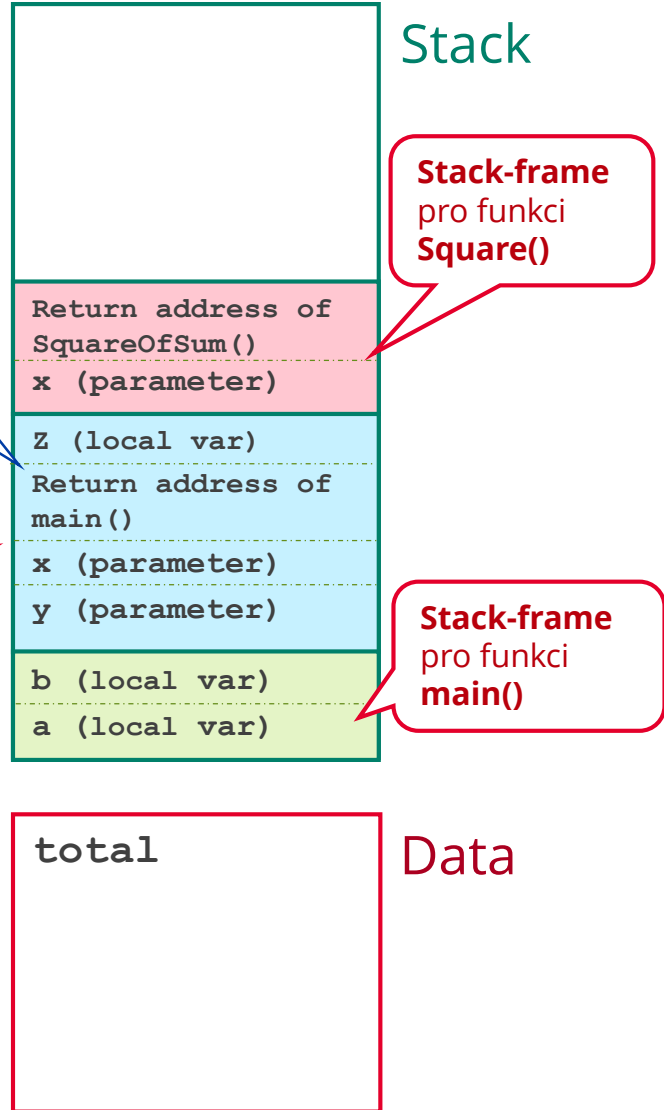 Stack
Stack-frame
pro funkci
Square()
Return address of
SquareOfSum()
x (parameter)
Z (local var)
Return address of
main()
x (parameter)
y (parameter)
Stack-frame
pro funkci
main()
b (local var)
a (local var)
total
Data